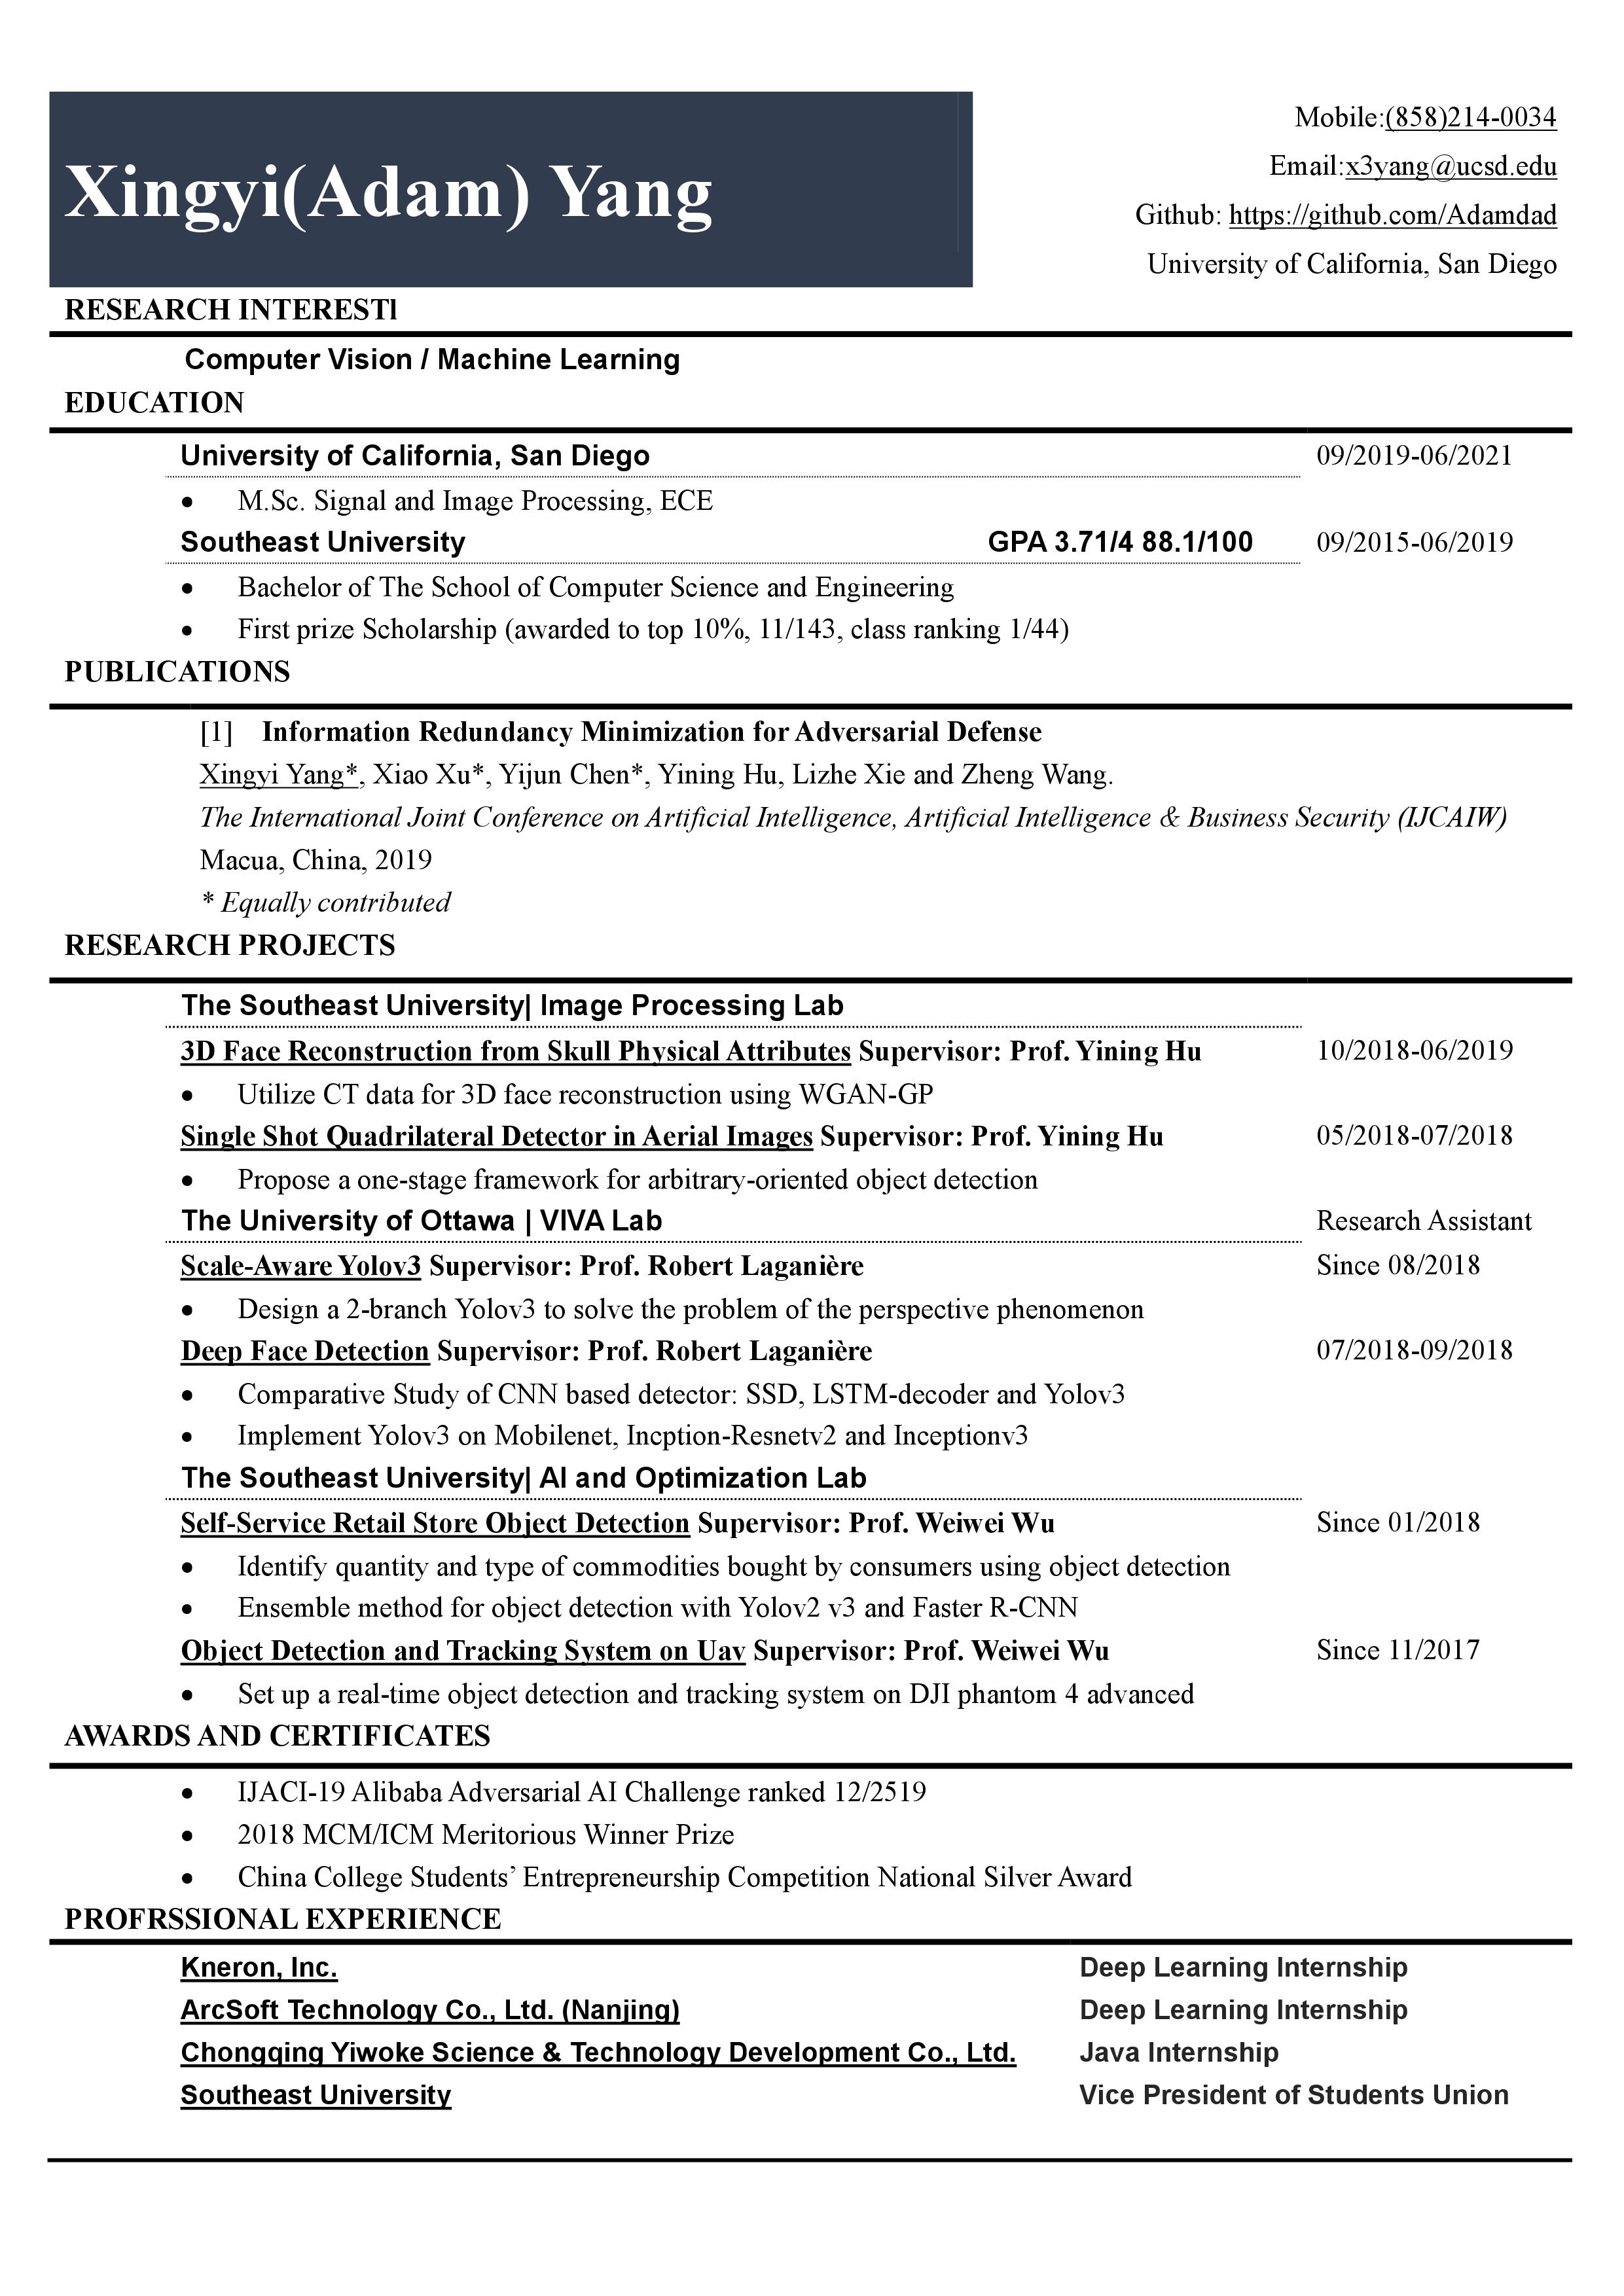 Xingyi(Adam) Yang
Mobile:(858)214-0034
Email:x3yang@ucsd.edu
Github: https://github.com/Adamdad
University of California, San Diego
RESEARCH INTERESTl
Computer Vision / Machine Learning
EDUCATION
University of California, San Diego 09/2019-06/2021
• M.Sc. Signal and Image Processing, ECE
Southeast University GPA 3.71/4 88.1/100 09/2015-06/2019
• Bachelor of The School of Computer Science and Engineering
• First prize Scholarship (awarded to top 10%, 11/143, class ranking 1/44)
PUBLICATIONS
[1] Information Redundancy Minimization for Adversarial Defense
Xingyi Yang*, Xiao Xu*, Yijun Chen*, Yining Hu, Lizhe Xie and Zheng Wang.
The International Joint Conference on Artificial Intelligence, Artificial Intelligence & Business Security (IJCAIW)
Macua, China, 2019
* Equally contributed
RESEARCH PROJECTS
The Southeast University| Image Processing Lab
3D Face Reconstruction from Skull Physical Attributes Supervisor: Prof. Yining Hu 10/2018-06/2019
• Utilize CT data for 3D face reconstruction using WGAN-GP
Single Shot Quadrilateral Detector in Aerial Images Supervisor: Prof. Yining Hu 05/2018-07/2018
• Propose a one-stage framework for arbitrary-oriented object detection
The University of Ottawa | VIVA Lab Research Assistant
Scale-Aware Yolov3 Supervisor: Prof. Robert Laganière Since 08/2018
• Design a 2-branch Yolov3 to solve the problem of the perspective phenomenon
Deep Face Detection Supervisor: Prof. Robert Laganière 07/2018-09/2018
• Comparative Study of CNN based detector: SSD, LSTM-decoder and Yolov3
• Implement Yolov3 on Mobilenet, Incption-Resnetv2 and Inceptionv3
The Southeast University| AI and Optimization Lab
Self-Service Retail Store Object Detection Supervisor: Prof. Weiwei Wu Since 01/2018
• Identify quantity and type of commodities bought by consumers using object detection
• Ensemble method for object detection with Yolov2 v3 and Faster R-CNN
Object Detection and Tracking System on Uav Supervisor: Prof. Weiwei Wu Since 11/2017
• Set up a real-time object detection and tracking system on DJI phantom 4 advanced
AWARDS AND CERTIFICATES
• IJACI-19 Alibaba Adversarial AI Challenge ranked 12/2519
• 2018 MCM/ICM Meritorious Winner Prize
• China College Students’ Entrepreneurship Competition National Silver Award
PROFRSSIONAL EXPERIENCE
Kneron, Inc. Deep Learning Internship
ArcSoft Technology Co., Ltd. (Nanjing) Deep Learning Internship
Chongqing Yiwoke Science & Technology Development Co., Ltd. Java Internship
Southeast University Vice President of Students Union